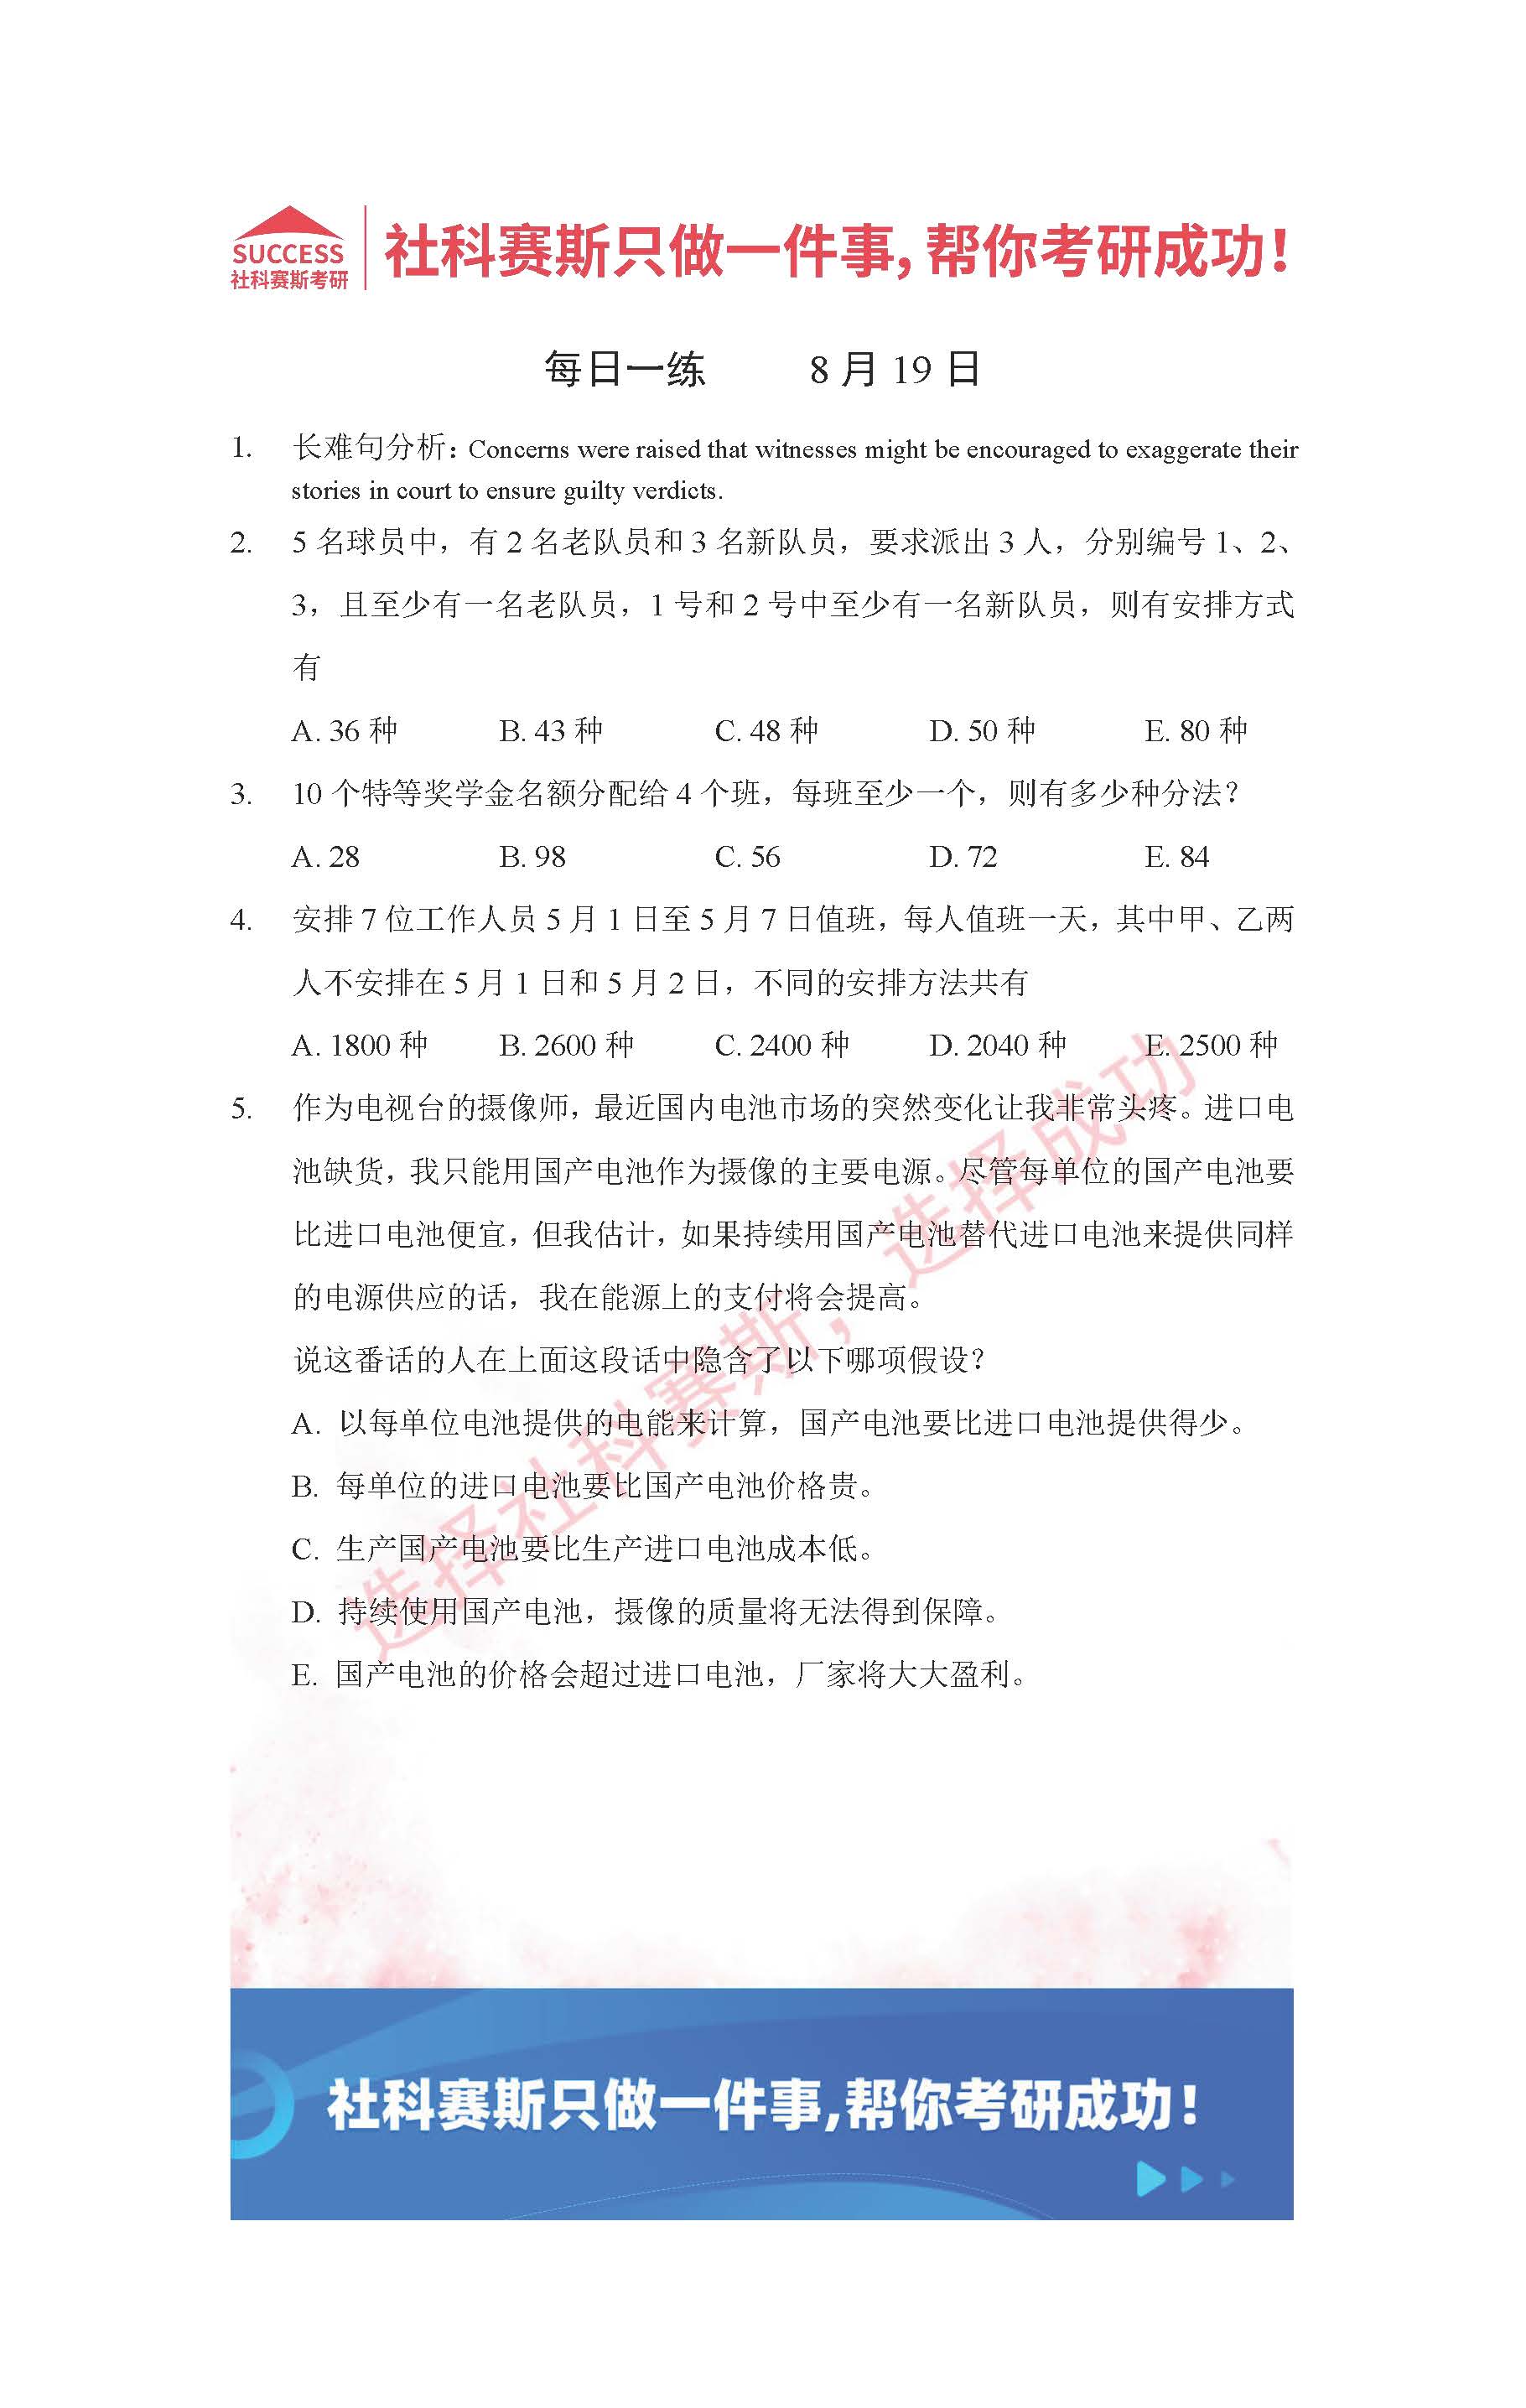 SUCCESS
社科赛斯考研
社科赛斯只做一件事,帮你考研成功!
每日一练 8 月 19 日
1. 长难句分析: Concerns were raised that witnesses might be encouraged to exaggerate their
stories in court to ensure guilty verdicts.
2. 5 名球员中，有 2 名老队员和 3 名新队员，要求派出 3 人，分别编号 1、2、
3，且至少有一名老队员，1 号和 2 号中至少有一名新队员，则有安排方式
有
A. 36 种 B. 43 种 C. 48 种 D. 50 种 E. 80 种
3. 10 个特等奖学金名额分配给 4 个班，每班至少一个，则有多少种分法？
A. 28 B. 98 C. 56 D. 72 E. 84
4. 安排 7 位工作人员 5 月 1 日至 5 月 7 日值班，每人值班一天，其中甲、乙两
人不安排在 5 月 1 日和 5 月 2 日，不同的安排方法共有
A. 1800 种 B. 2600 种 C. 2400 种 D. 2040 种 E. 2500 种
5. 作为电视台的摄像师，最近国内电池市场的突然变化让我非常头疼。进口电
池缺货，我只能用国产电池作为摄像的主要电源。尽管每单位的国产电池要
比进口电池便宜，但我估计，如果持续用国产电池替代进口电池来提供同样
的电源供应的话，我在能源上的支付将会提高。
说这番话的人在上面这段话中隐含了以下哪项假设？
A. 以每单位电池提供的电能来计算，国产电池要比进口电池提供得少。
B. 每单位的进口电池要比国产电池价格贵。
C. 生产国产电池要比生产进口电池成本低。
D. 持续使用国产电池，摄像的质量将无法得到保障。
E. 国产电池的价格会超过进口电池，厂家将大大盈利。
选择社科赛斯，选择成功
社科赛斯只做一件事,帮你考研成功!